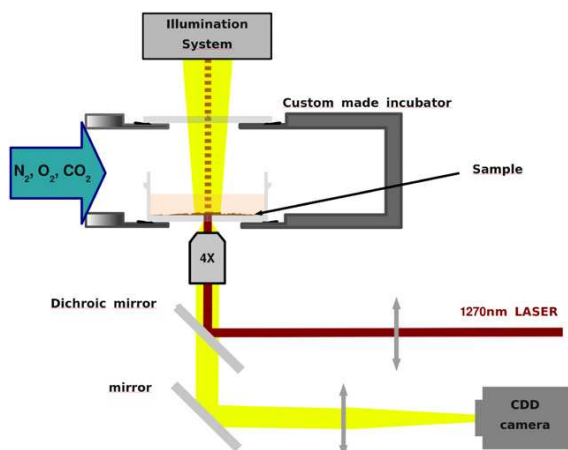 Illumination
System
Custom made incubator
N₂, O₂, CO₂
Sample
4X
Dichroic mirror
1270nm LASER
mirror
CDD
camera